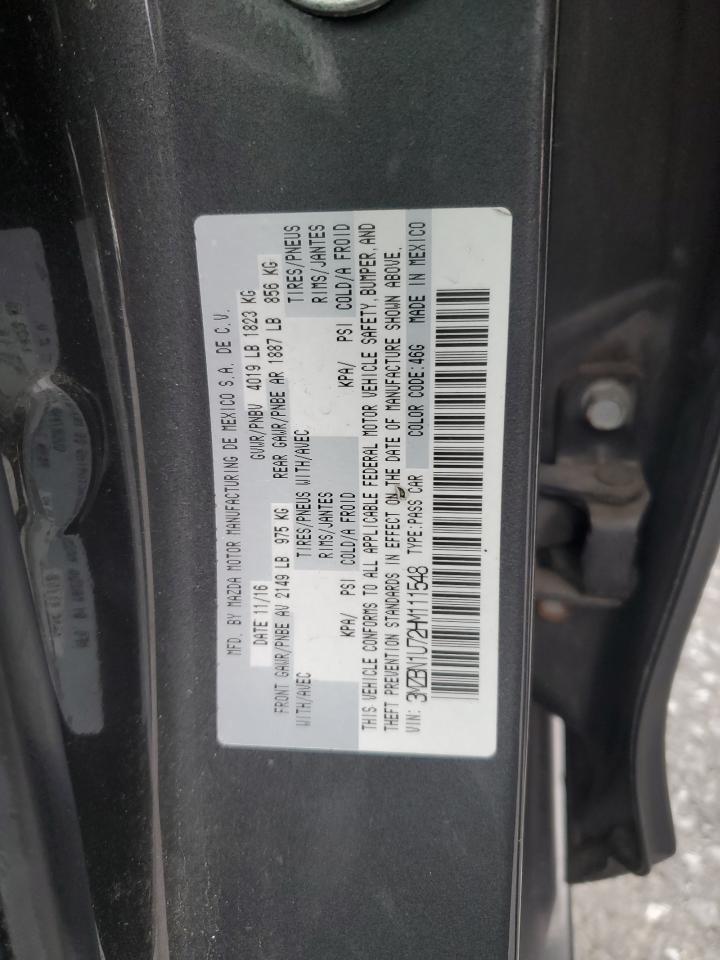 MFD. BY MAZDA MOTOR MANUFACTURING DE MEXICO S.A. DE C.V.
DATE 11/16 GVWR/PNBV 4019 LB 1823 KG
FRONT GAWR/PNBE AV 2149 LB 975 KG REAR GAWR/PNBE AR 1887 LB 856 KG
WITH/AVEC TIRES/PNEUS WITH/AVEC TIRES/PNEUS
RIMS/JANTES RIMS/JANTES
KPA/ PSI COLD/A FROID KPA/ PSI COLD/A FROID
THIS VEHICLE CONFORMS TO ALL APPLICABLE FEDERAL MOTOR VEHICLE SAFETY, BUMPER, AND
THEFT PREVENTION STANDARDS IN EFFECT ON THE DATE OF MANUFACTURE SHOWN ABOVE.
VIN: 3MZBN1U72HM111548 TYPE:PASS CAR COLOR CODE:46G MADE IN MEXICO